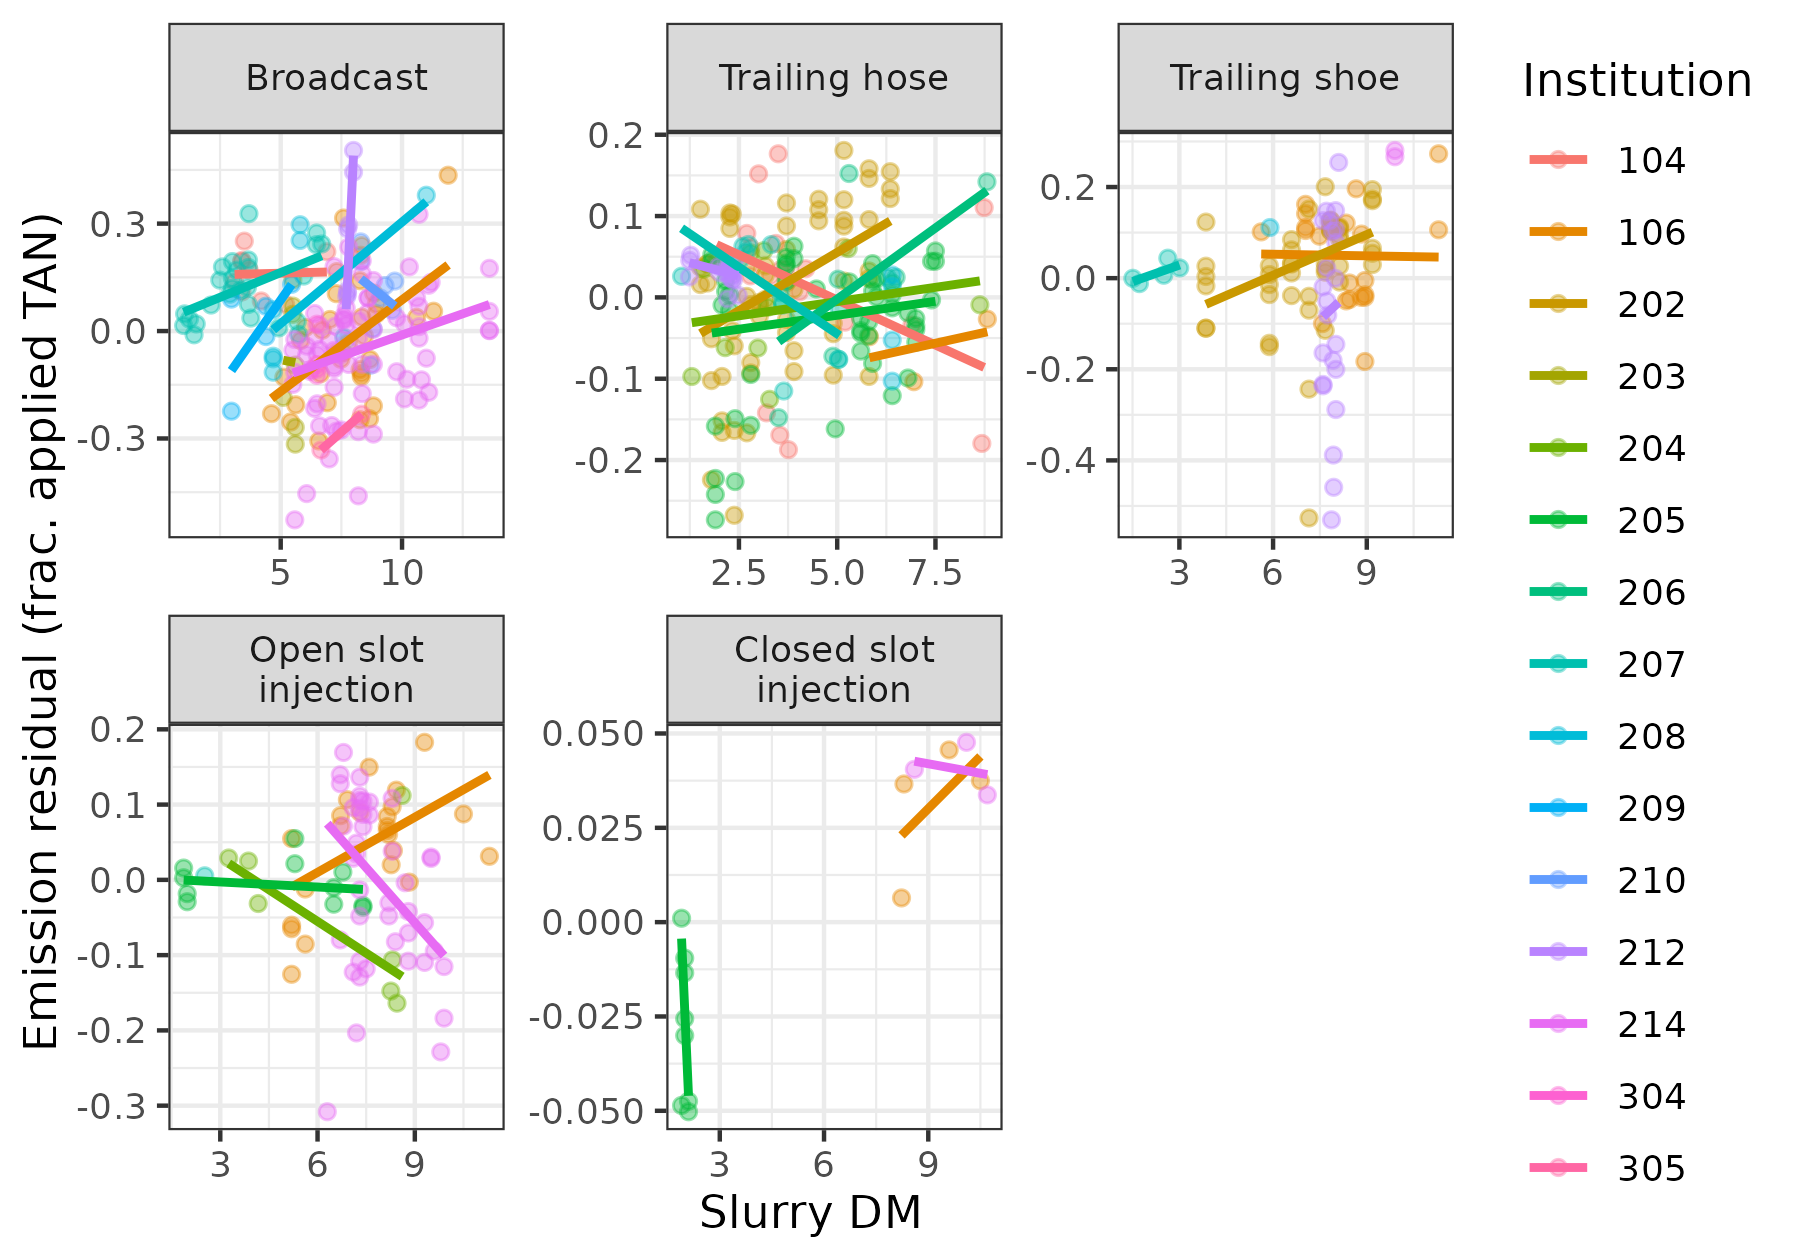 Broadcast
Trailing hose
Trailing shoe
Institution
104
106
202
203
204
205
206
207
208
209
210
212
214
304
305
Emission residual (frac. applied TAN)
0.3
0.0
-0.3
5 10
0.2
0.1
0.0
-0.1
-0.2
2.5 5.0 7.5
0.2
0.0
-0.2
-0.4
3 6 9
Open slot
injection
Closed slot
injection
0.2
0.1
0.0
-0.1
-0.2
-0.3
3 6 9
0.050
0.025
0.000
-0.025
-0.050
3 6 9
Slurry DM